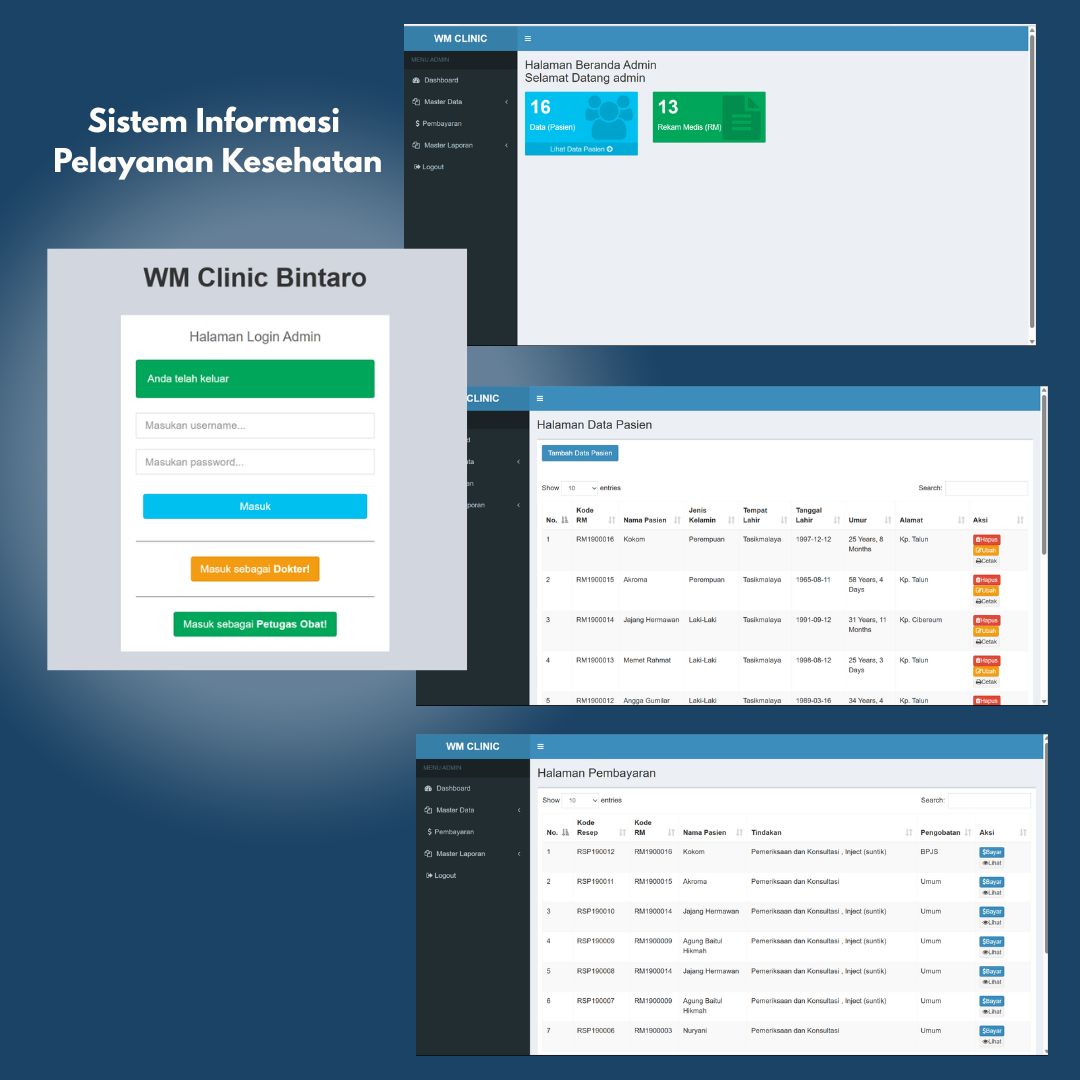 Sistem Informasi
Pelayanan Kesehatan
WM CLINIC
MENU ADMIN
Dashboard
Master Data
$ Pembayaran
Master Laporan
Logout
Halaman Beranda Admin
Selamat Datang admin
16
Data (Pasien)
Lihat Data Pasien
13
Rekam Medis (RM)
WM Clinic Bintaro
Halaman Login Admin
Anda telah keluar
Masukan username...
Masukan password...
Masuk
Masuk sebagai Dokter!
Masuk sebagai Petugas Obat!
CLINIC
Halaman Data Pasien
Tambah Data Pasien
Show 10 entries Search:
No. Kode RM Nama Pasien Jenis Kelamin Tempat Lahir Tanggal Lahir Umur Alamat Aksi
1 RM1900016 Kokom Perempuan Tasikmalaya 1997-12-12 25 Years, 8 Months Kp. Talun Hapus Ubah Cetak
2 RM1900015 Akroma Perempuan Tasikmalaya 1965-08-11 58 Years, 4 Days Kp. Talun Hapus Ubah Cetak
3 RM1900014 Jajang Hermawan Laki-Laki Tasikmalaya 1991-09-12 31 Years, 11 Months Kp. Cibereum Hapus Ubah Cetak
4 RM1900013 Memet Rahmat Laki-Laki Tasikmalaya 1998-08-12 25 Years, 3 Days Kp. Talun Hapus Ubah Cetak
5 RM1900012 Angga Gumilar Laki-Laki Tasikmalaya 1989-03-16 34 Years, 4 Kp. Talun Hapus
WM CLINIC
MENU ADMIN
Dashboard
Master Data
$ Pembayaran
Master Laporan
Logout
Halaman Pembayaran
Show 10 entries Search:
No. Kode Resep Kode RM Nama Pasien Tindakan Pengobatan Aksi
1 RSP190012 RM1900016 Kokom Pemeriksaan dan Konsultasi , Inject (suntik) BPJS $Bayar Lihat
2 RSP190011 RM1900015 Akroma Pemeriksaan dan Konsultasi Umum $Bayar Lihat
3 RSP190010 RM1900014 Jajang Hermawan Pemeriksaan dan Konsultasi , Inject (suntik) Umum $Bayar Lihat
4 RSP190009 RM1900009 Agung Baitul Hikmah Pemeriksaan dan Konsultasi , Inject (suntik) Umum $Bayar Lihat
5 RSP190008 RM1900014 Jajang Hermawan Pemeriksaan dan Konsultasi , Inject (suntik) Umum $Bayar Lihat
6 RSP190007 RM1900009 Agung Baitul Hikmah Pemeriksaan dan Konsultasi , Inject (suntik) Umum $Bayar Lihat
7 RSP190006 RM1900003 Nuryani Pemeriksaan dan Konsultasi Umum $Bayar Lihat